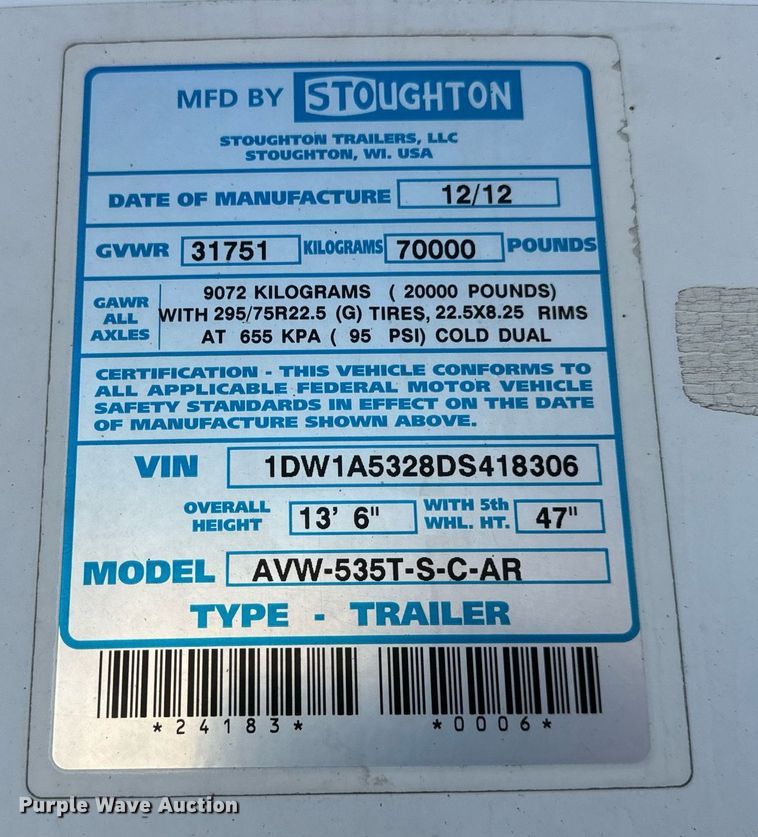 MFD BY STOUGHTON
STOUGHTON TRAILERS, LLC
STOUGHTON, WI. USA
DATE OF MANUFACTURE 12/12
GVWR 31751 KILOGRAMS 70000 POUNDS
GAWR ALL AXLES
9072 KILOGRAMS ( 20000 POUNDS)
WITH 295/75R22.5 (G) TIRES, 22.5X8.25 RIMS
AT 655 KPA ( 95 PSI) COLD DUAL
CERTIFICATION - THIS VEHICLE CONFORMS TO
ALL APPLICABLE FEDERAL MOTOR VEHICLE
SAFETY STANDARDS IN EFFECT ON THE DATE
OF MANUFACTURE SHOWN ABOVE.
VIN 1DW1A5328DS418306
OVERALL HEIGHT 13' 6" WITH 5th WHL. HT. 47"
MODEL AVW-535T-S-C-AR
TYPE - TRAILER
*24183* *0006*
Purple Wave Auction